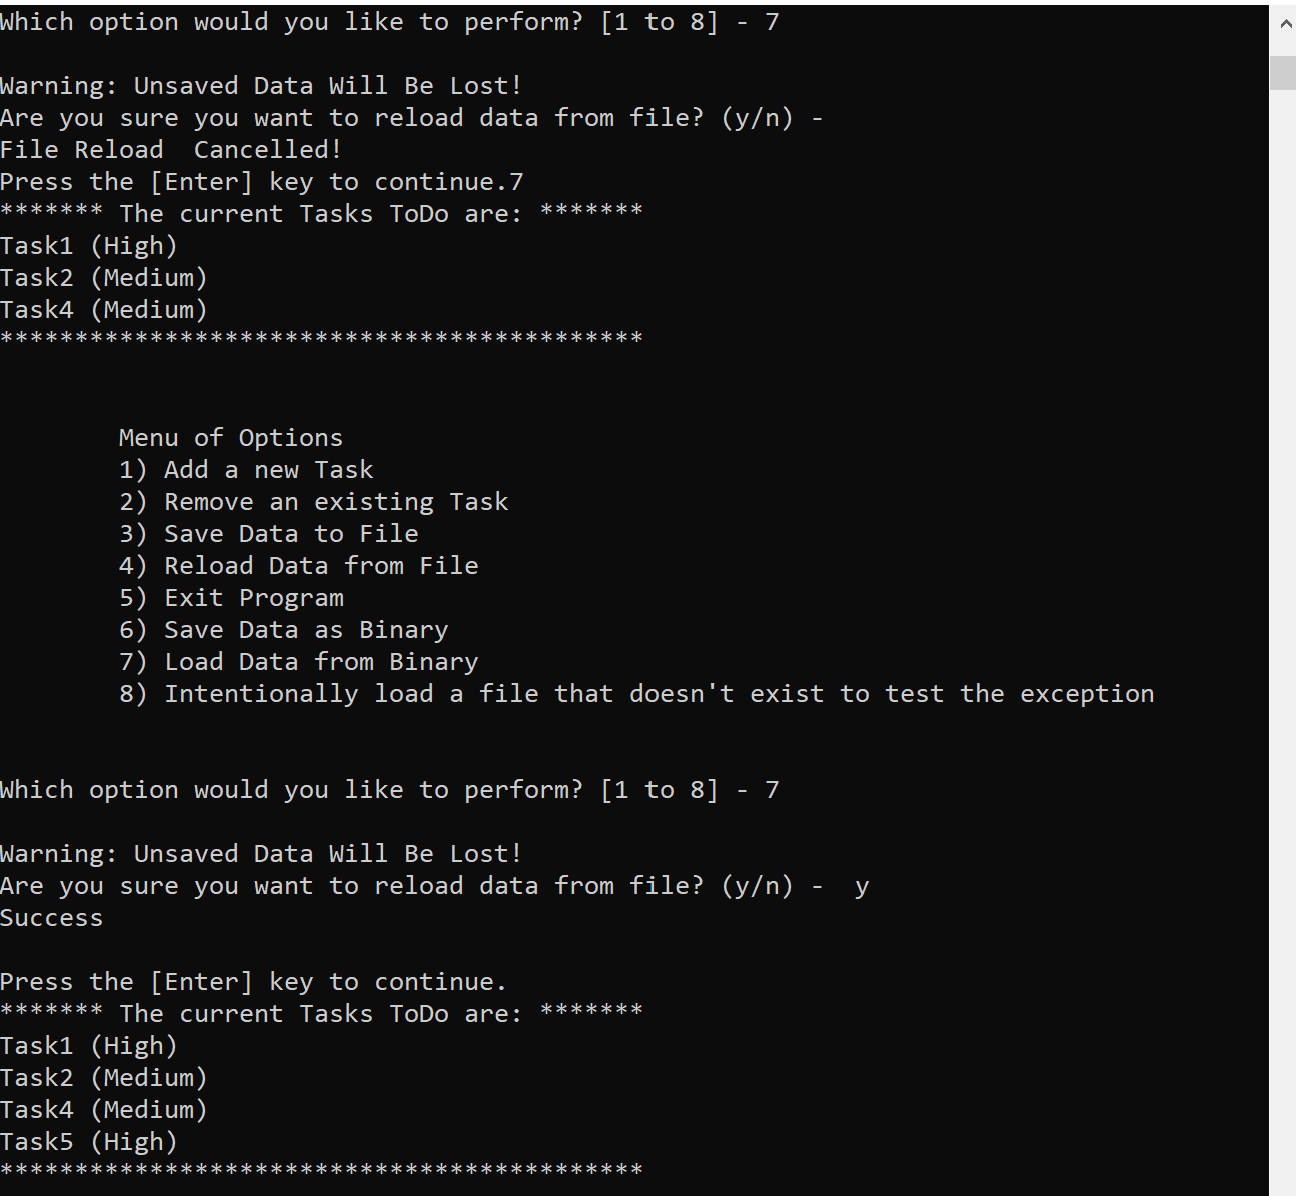 Which option would you like to perform? [1 to 8] - 7
Warning: Unsaved Data Will Be Lost!
Are you sure you want to reload data from file? (y/n) -
File Reload  Cancelled!
Press the [Enter] key to continue.7
******* The current Tasks ToDo are: *******
Task1 (High)
Task2 (Medium)
Task4 (Medium)
*******************************************
Menu of Options
1) Add a new Task
2) Remove an existing Task
3) Save Data to File
4) Reload Data from File
5) Exit Program
6) Save Data as Binary
7) Load Data from Binary
8) Intentionally load a file that doesn't exist to test the exception
Which option would you like to perform? [1 to 8] - 7
Warning: Unsaved Data Will Be Lost!
Are you sure you want to reload data from file? (y/n) -  y
Success
Press the [Enter] key to continue.
******* The current Tasks ToDo are: *******
Task1 (High)
Task2 (Medium)
Task4 (Medium)
Task5 (High)
*******************************************